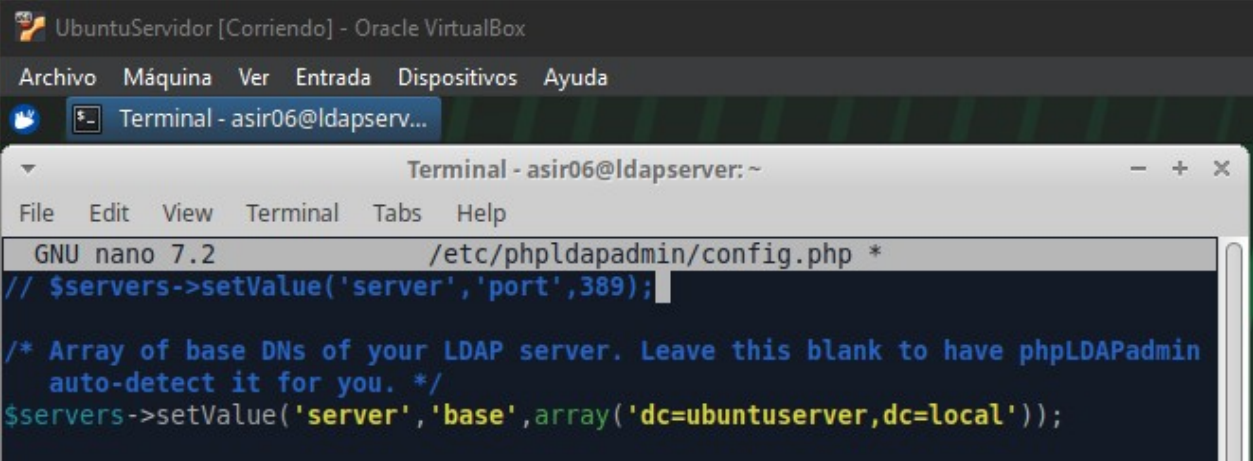 UbuntuServidor [Corriendo] - Oracle VirtualBox
Archivo Máquina Ver Entrada Dispositivos Ayuda
Terminal - asir06@ldapserv...
Terminal - asir06@ldapserver: ~
File Edit View Terminal Tabs Help
GNU nano 7.2 /etc/phpldapadmin/config.php *
// $servers->setValue('server','port',389);
/* Array of base DNs of your LDAP server. Leave this blank to have phpLDAPadmin
auto-detect it for you. */
$servers->setValue('server','base',array('dc=ubuntuserver,dc=local'));